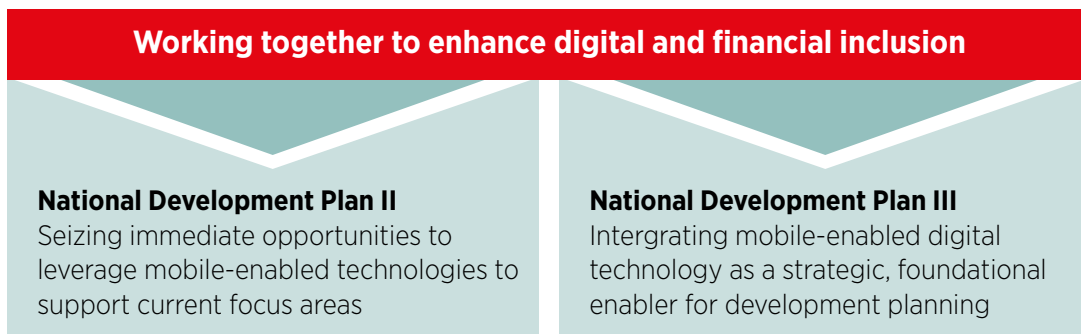 Working together to enhance digital and financial inclusion
National Development Plan II
Seizing immediate opportunities to
leverage mobile-enabled technologies to
support current focus areas
National Development Plan III
Intergrating mobile-enabled digital
technology as a strategic, foundational
enabler for development planning